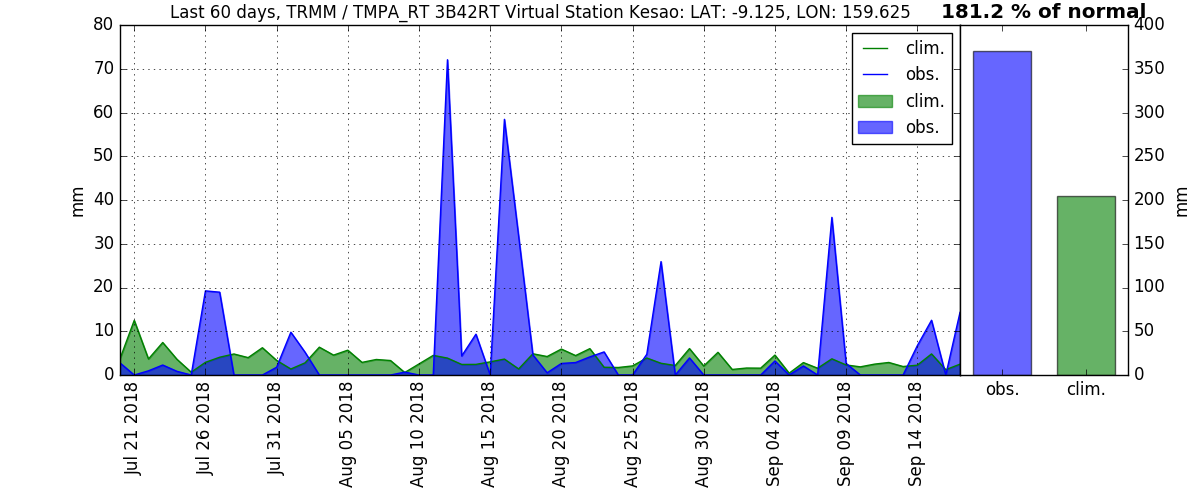 Last 60 days, TRMM / TMPA_RT 3B42RT Virtual Station Kesao: LAT: -9.125, LON: 159.625
181.2 % of normal
80
70
60
50
40
30
20
10
0
mm
clim.
obs.
clim.
obs.
400
350
300
250
200
150
100
50
0
mm
Jul 21 2018
Jul 26 2018
Jul 31 2018
Aug 05 2018
Aug 10 2018
Aug 15 2018
Aug 20 2018
Aug 25 2018
Aug 30 2018
Sep 04 2018
Sep 09 2018
Sep 14 2018
obs.
clim.